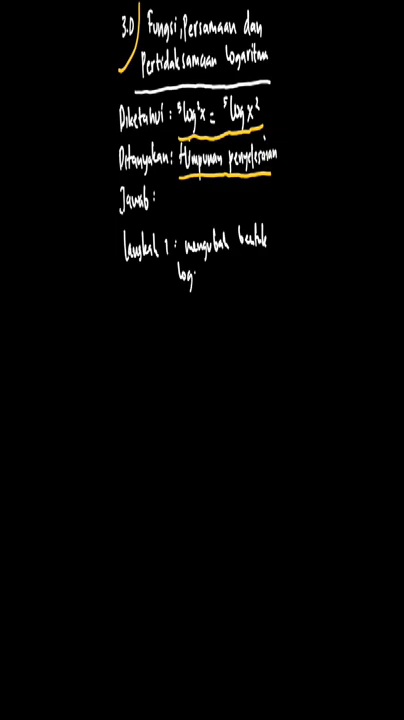 3.D Fungsi, Persamaan dan
Pertidaksamaan Logaritma
Diketahui : ⁵log²x = ⁵log x²
Ditanyakan : Himpunan penyelesaian
Jawab :
Langkah 1 : mengubah bentuk
log